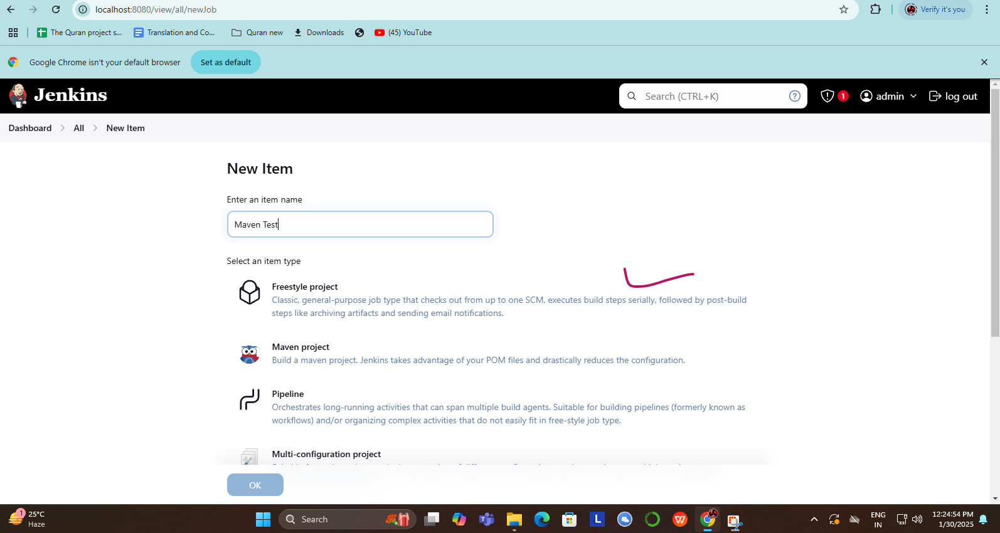 localhost:8080/view/all/newJob
Verify it's you
The Quran project s...
Translation and Co...
Quran new
Downloads
(45) YouTube
Google Chrome isn't your default browser
Set as default
Jenkins
Search (CTRL+K)
?
1
admin
log out
Dashboard
All
New Item
New Item
Enter an item name
Maven Test
Select an item type
Freestyle project
Classic, general-purpose job type that checks out from up to one SCM, executes build steps serially, followed by post-build
steps like archiving artifacts and sending email notifications.
Maven project
Build a maven project. Jenkins takes advantage of your POM files and drastically reduces the configuration.
Pipeline
Orchestrates long-running activities that can span multiple build agents. Suitable for building pipelines (formerly known as
workflows) and/or organizing complex activities that do not easily fit in free-style job type.
Multi-configuration project
OK
1
25°C
Haze
Search
L
W
ENG
IN
12:24:54 PM
1/30/2025